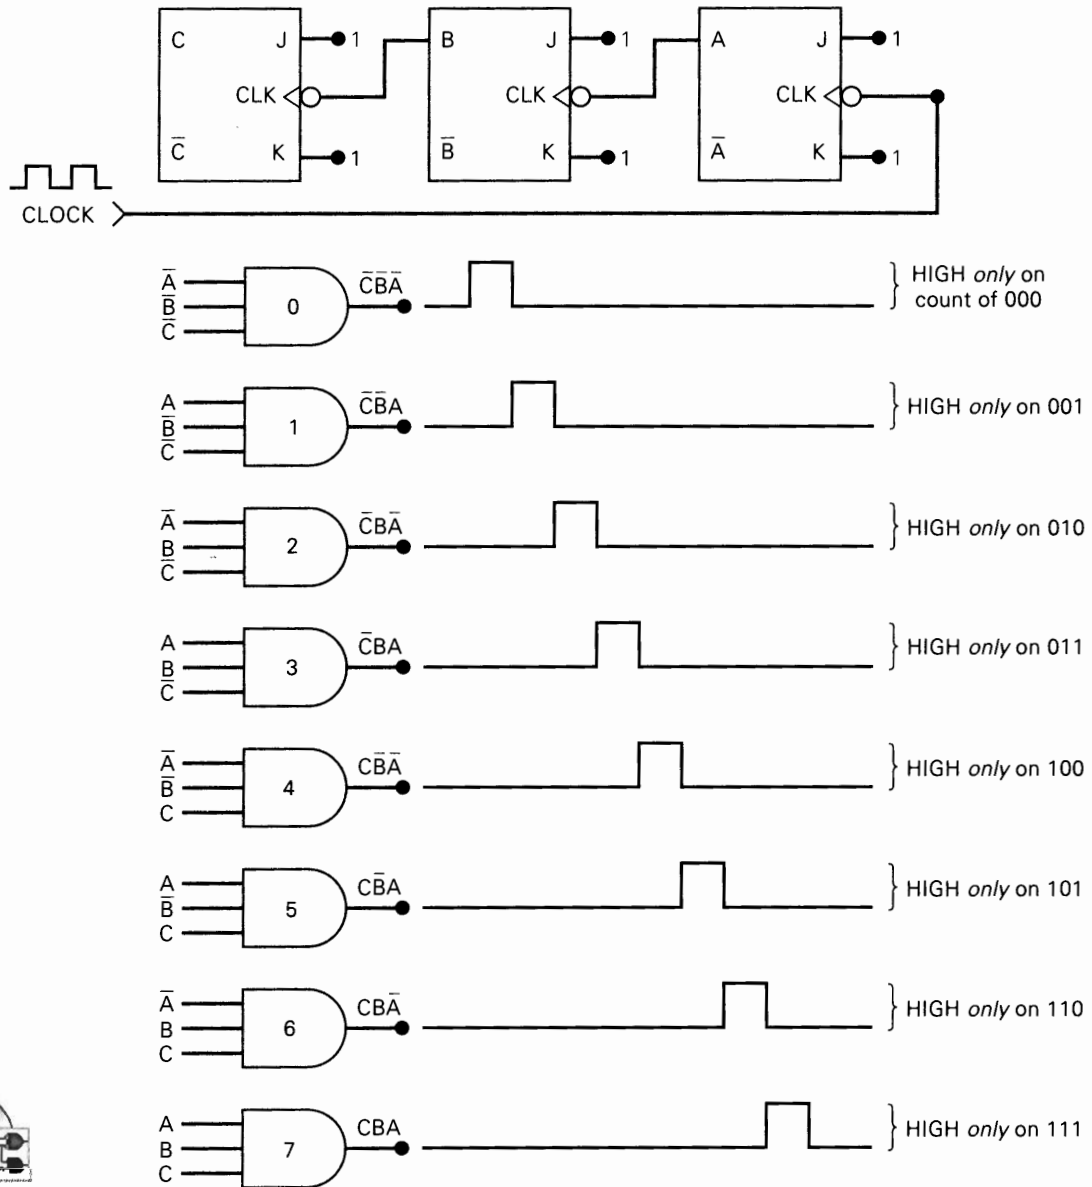 C J 1 B J 1 A J 1
CLK CLK CLK
C̅ K 1 B̅ K 1 A̅ K 1
CLOCK
A̅
B̅ 0 C̅B̅A̅ HIGH only on
C̅ count of 000
A
B̅ 1 C̅B̅A HIGH only on 001
C̅
A̅
B 2 C̅BA̅ HIGH only on 010
C̅
A
B 3 C̅BA HIGH only on 011
C̅
A̅
B̅ 4 CB̅A̅ HIGH only on 100
C
A
B̅ 5 CB̅A HIGH only on 101
C
A̅
B 6 CBA̅ HIGH only on 110
C
A
B 7 CBA HIGH only on 111
C